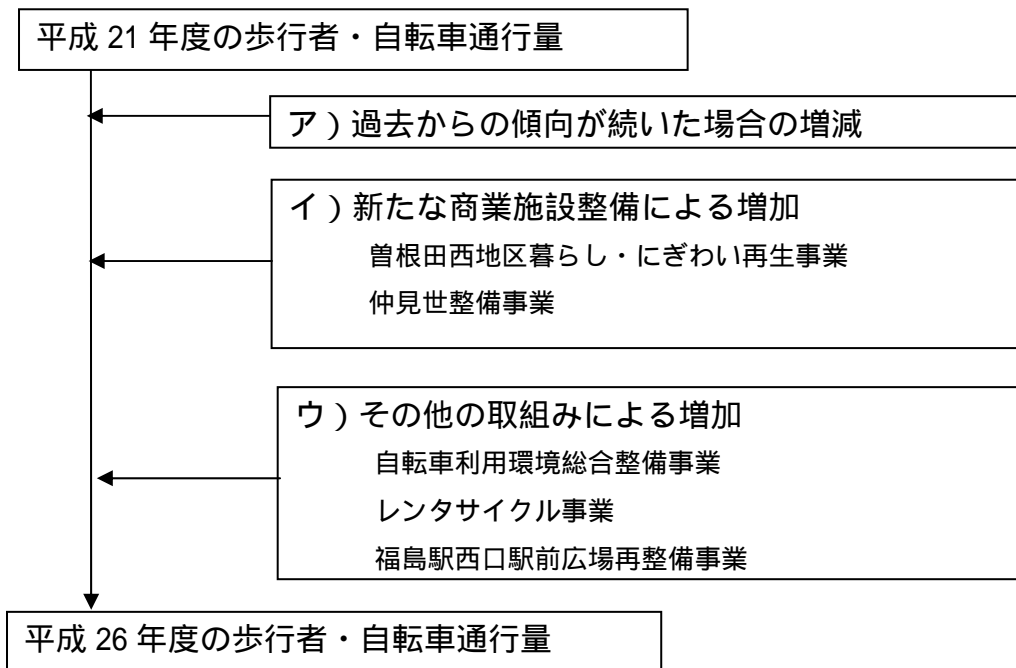 平成 21 年度の歩行者・自転車通行量
ア）過去からの傾向が続いた場合の増減
イ）新たな商業施設整備による増加
曽根田西地区暮らし・にぎわい再生事業
仲見世整備事業
ウ）その他の取組みによる増加
自転車利用環境総合整備事業
レンタサイクル事業
福島駅西口駅前広場再整備事業
平成 26 年度の歩行者・自転車通行量